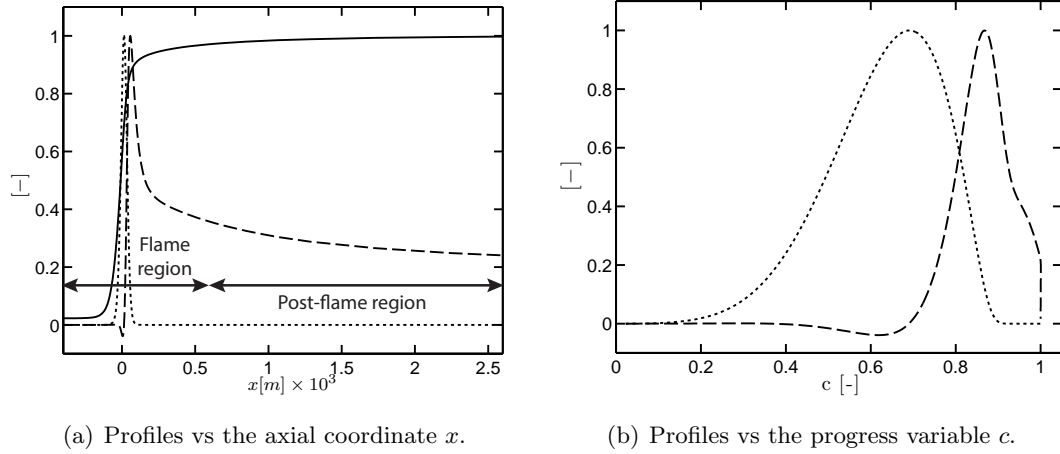 1
0.8
0.6
0.4
0.2
0
[−]
Flame
region
Post-flame region
0 0.5 1 1.5 2 2.5
x[m] × 10³
(a) Profiles vs the axial coordinate x.
1
0.8
0.6
0.4
0.2
0
[−]
0 0.2 0.4 0.6 0.8 1
c [-]
(b) Profiles vs the progress variable c.